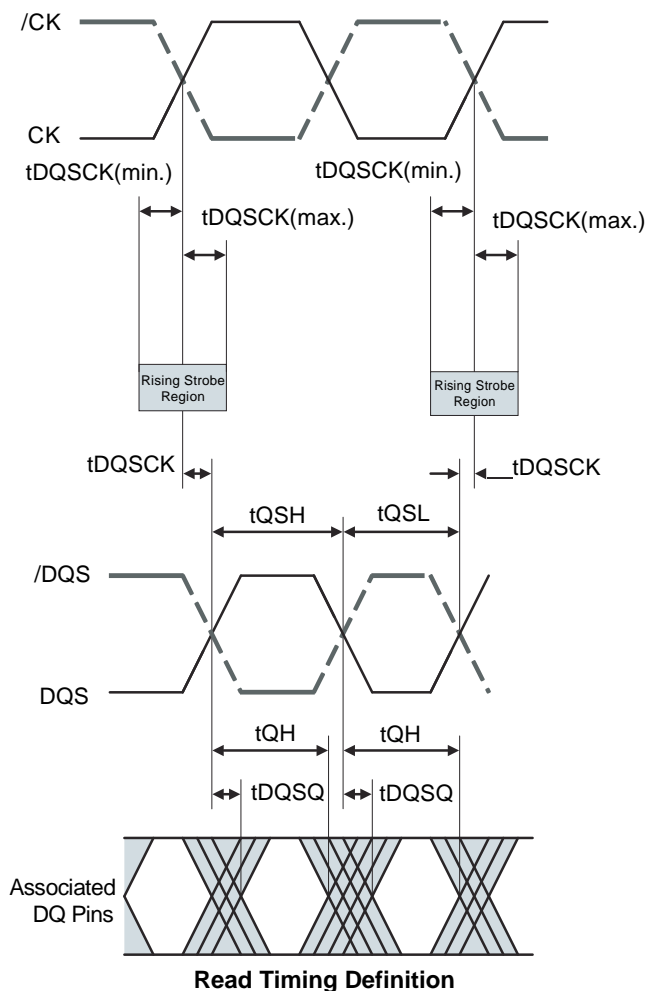 /CK
CK
tDQSCK(min.)
tDQSCK(min.)
tDQSCK(max.)
tDQSCK(max.)
Rising Strobe
Region
Rising Strobe
Region
tDQSCK
tDQSCK
tQSH
tQSL
/DQS
DQS
tQH
tQH
tDQSQ
tDQSQ
Associated
DQ Pins
Read Timing Definition